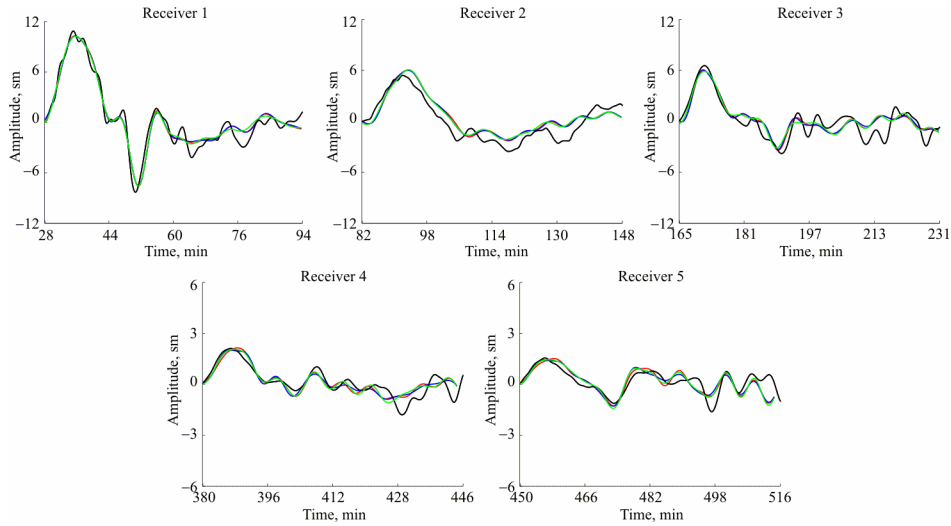 Receiver 1
Receiver 2
Receiver 3
12
6
0
−6
−12
Amplitude, sm
28 44 60 76 94
Time, min
12
6
0
−6
−12
Amplitude, sm
82 98 114 130 148
Time, min
12
6
0
−6
−12
Amplitude, sm
165 181 197 213 231
Time, min
Receiver 4
Receiver 5
6
3
0
−3
−6
Amplitude, sm
380 396 412 428 446
Time, min
6
3
0
−3
−6
Amplitude, sm
450 466 482 498 516
Time, min